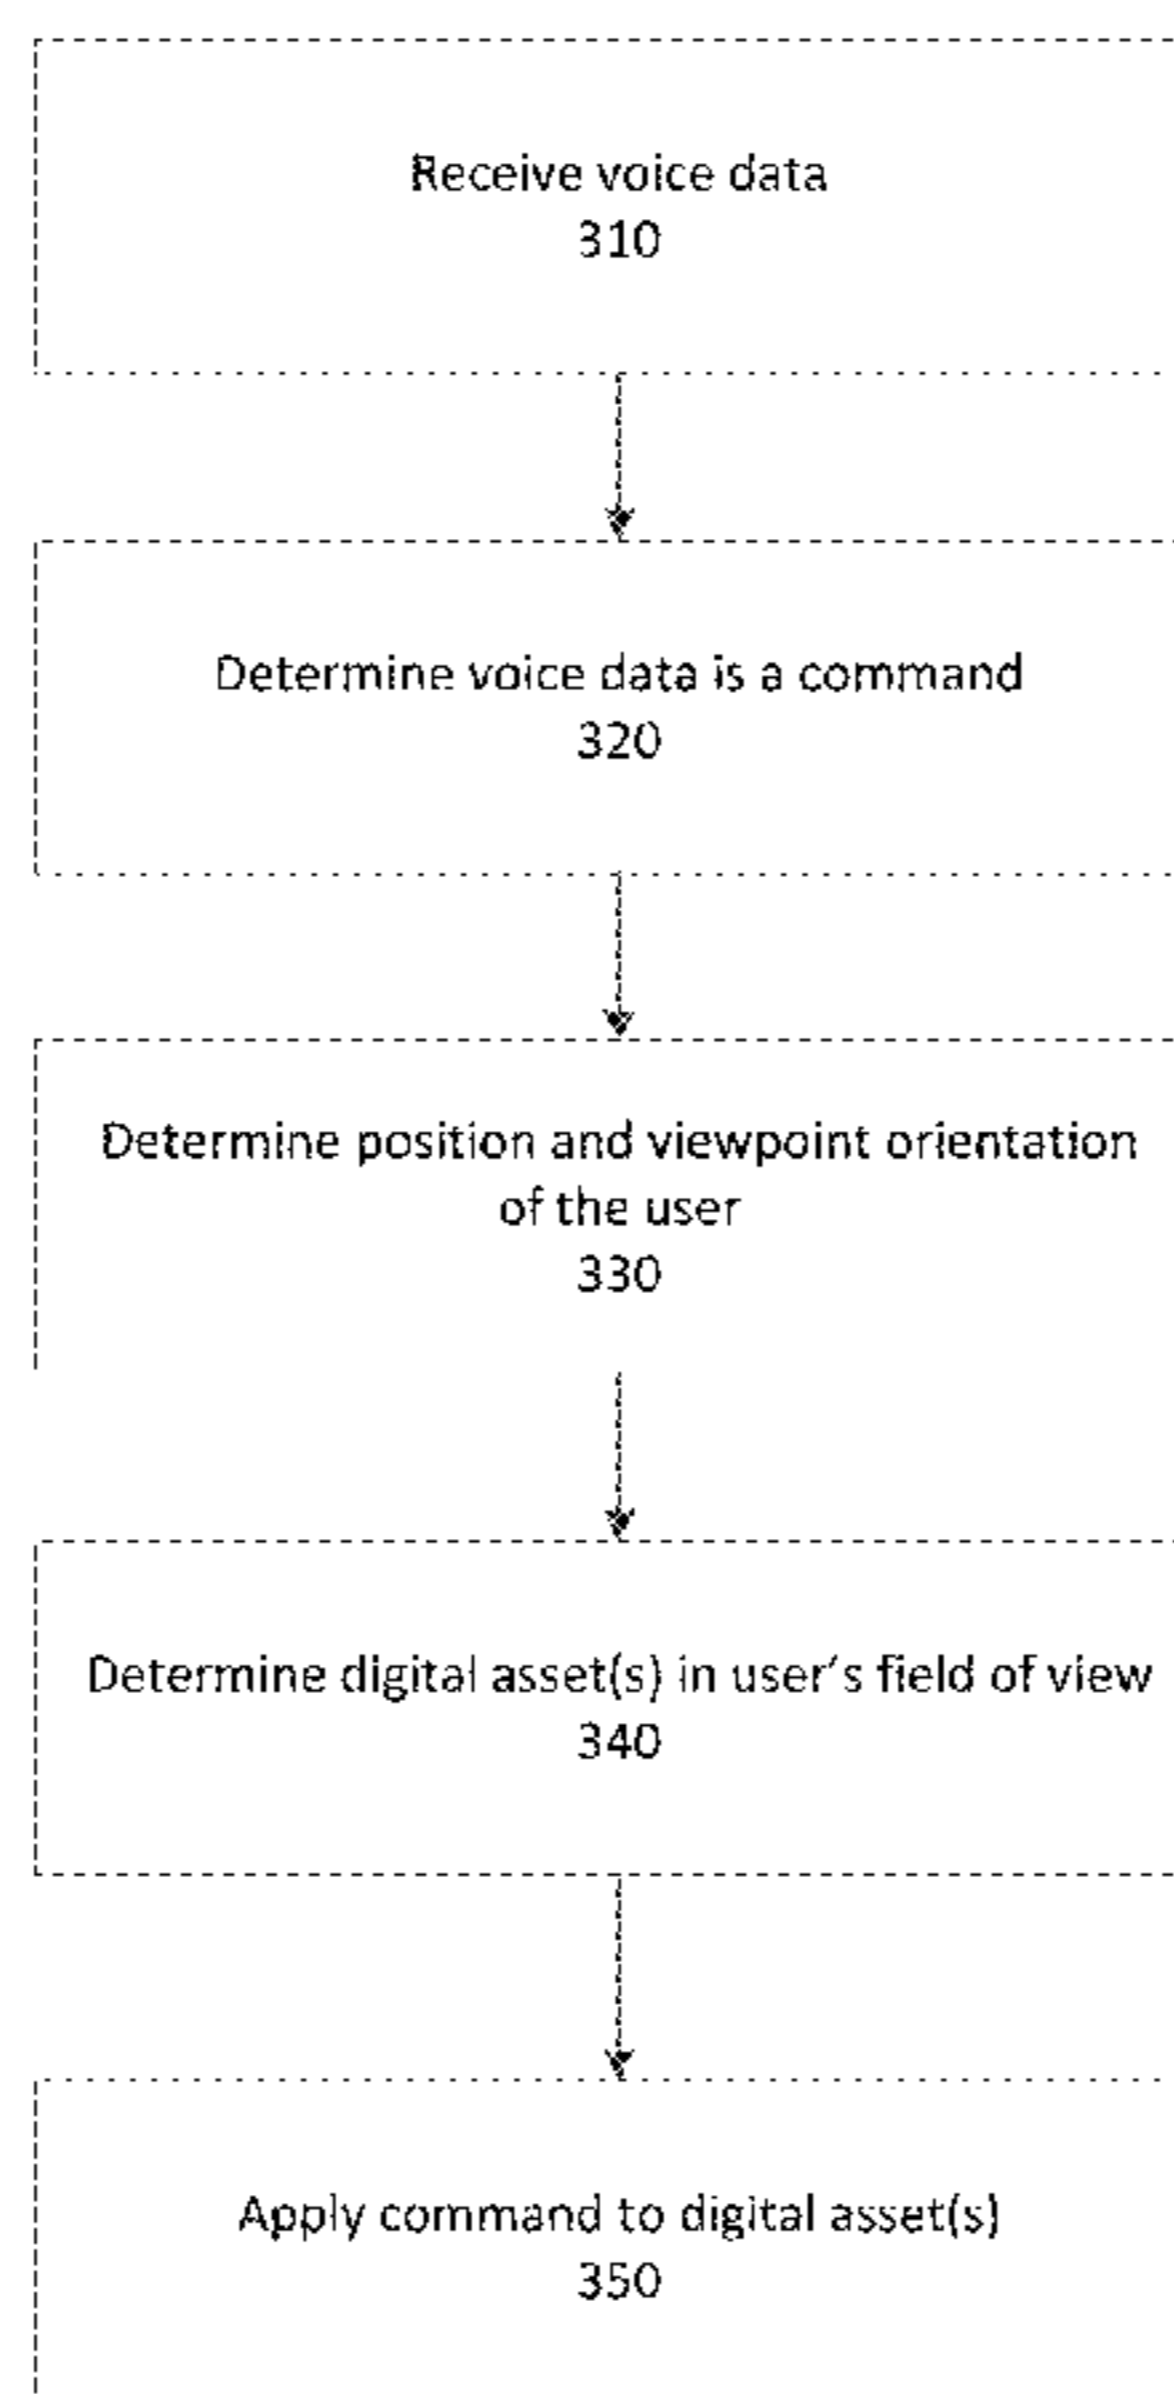 Receive voice data
310
Determine voice data is a command
320
Determine position and viewpoint orientation
of the user
330
Determine digital asset(s) in user's field of view
340
Apply command to digital asset(s)
350